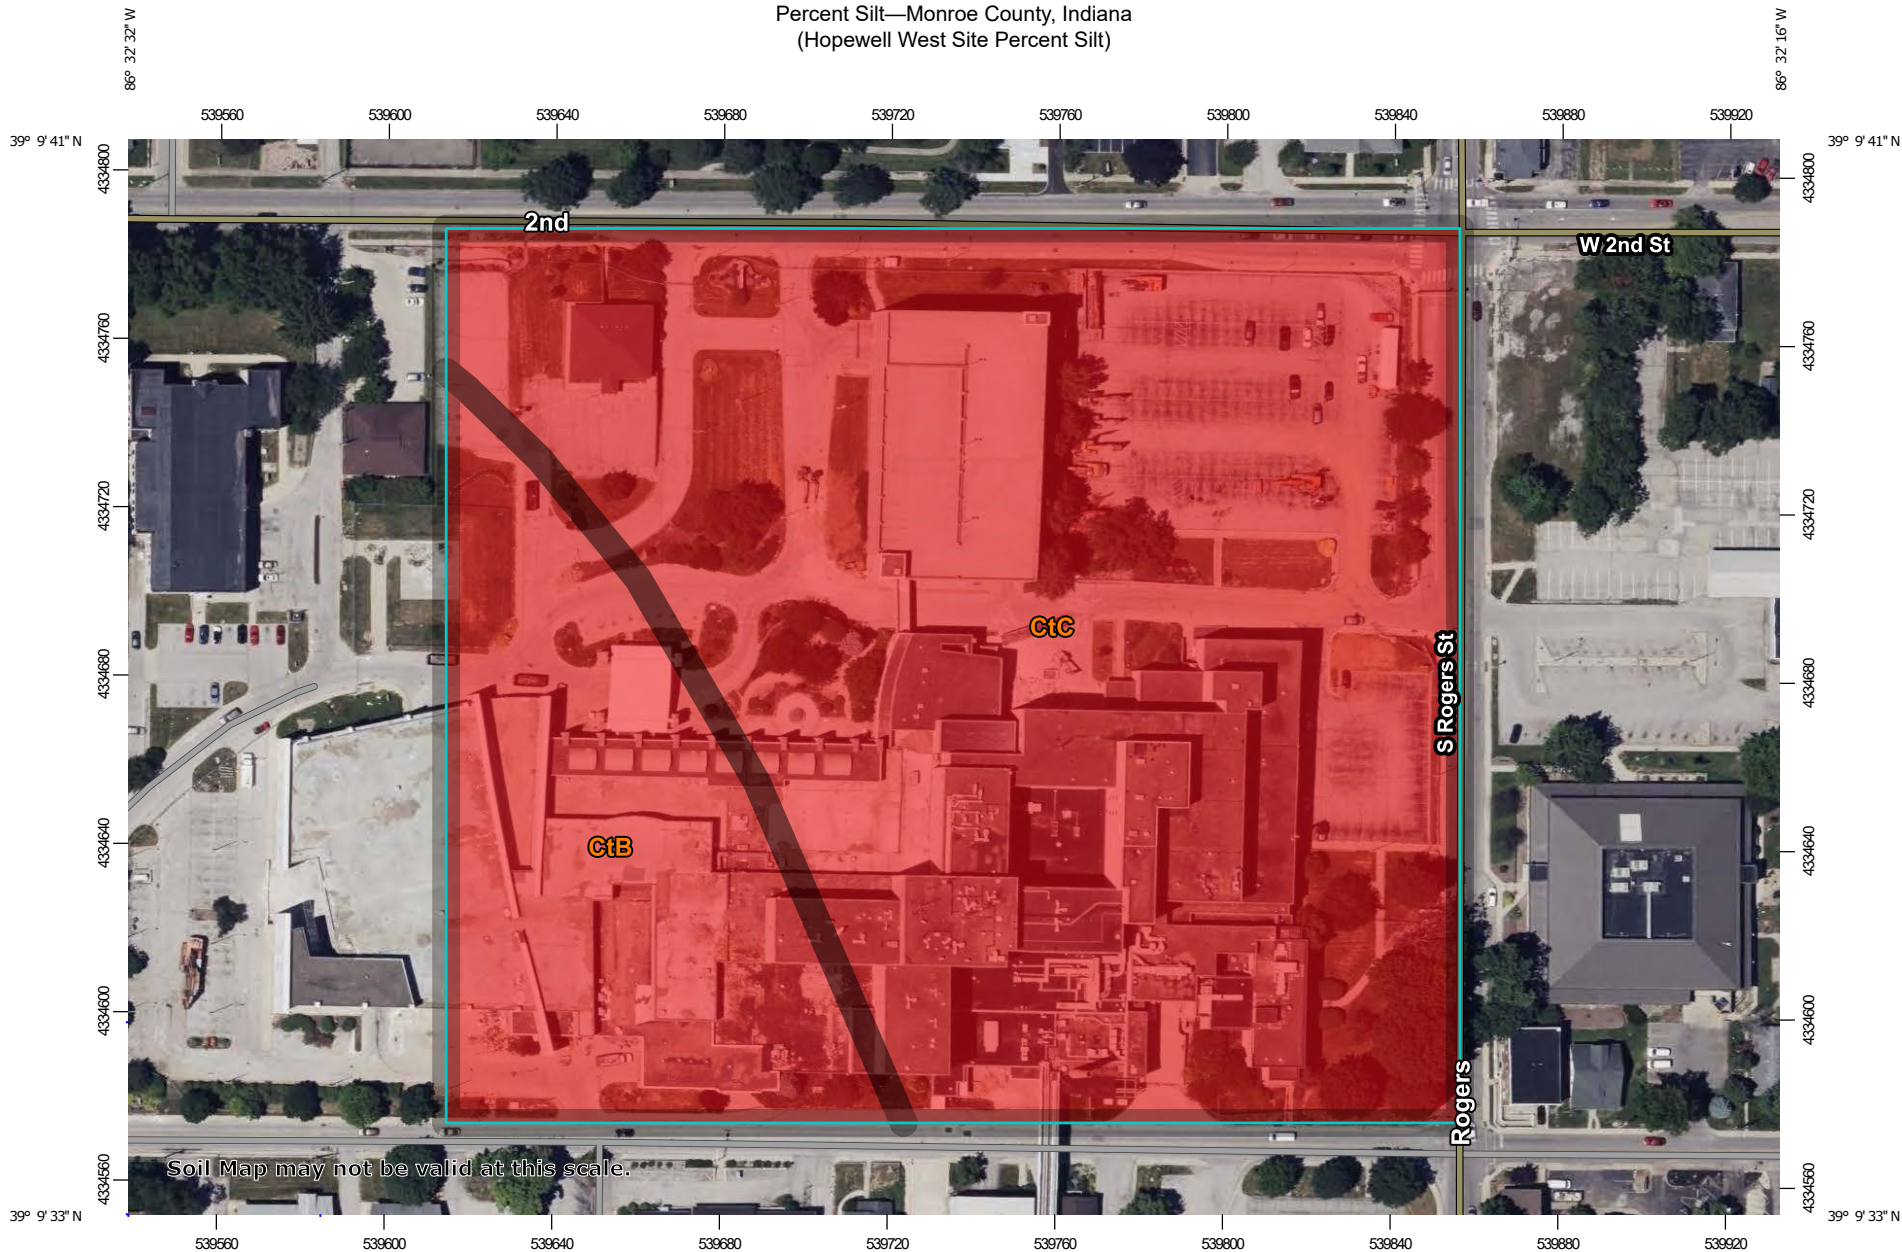 Percent Silt—Monroe County, Indiana
(Hopewell West Site Percent Silt)
86° 32' 32" W
86° 32' 16" W
539560 539600 539640 539680 539720 539760 539800 539840 539880 539920
39° 9' 41" N
39° 9' 41" N
4334800
4334800
2nd
W 2nd St
4334760
4334760
4334720
4334720
CtC
4334680
4334680
S Rogers St
4334640
4334640
CtB
4334600
4334600
Rogers
Soil Map may not be valid at this scale.
4334560
4334560
39° 9' 33" N
39° 9' 33" N
539560 539600 539640 539680 539720 539760 539800 539840 539880 539920